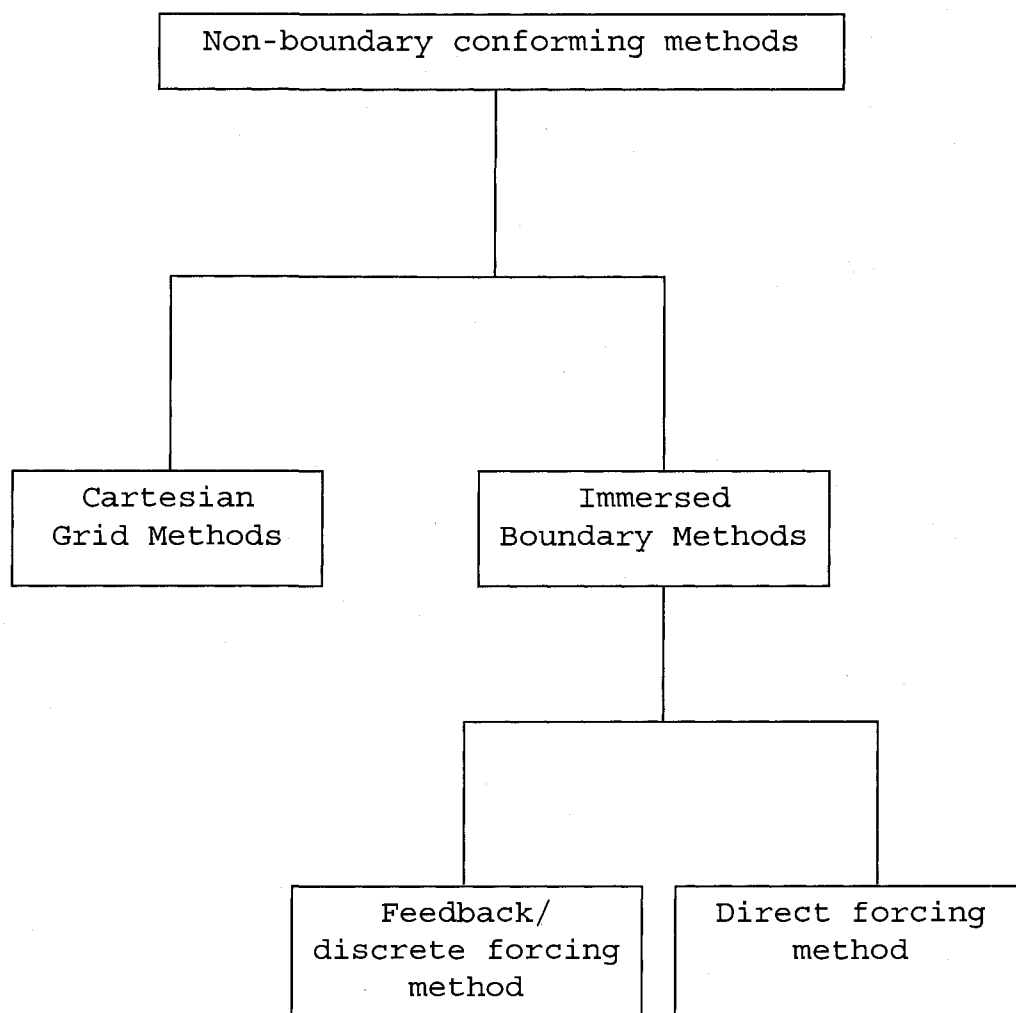 Non-boundary conforming methods
Cartesian
Grid Methods
Immersed
Boundary Methods
Feedback/
discrete forcing
method
Direct forcing
method